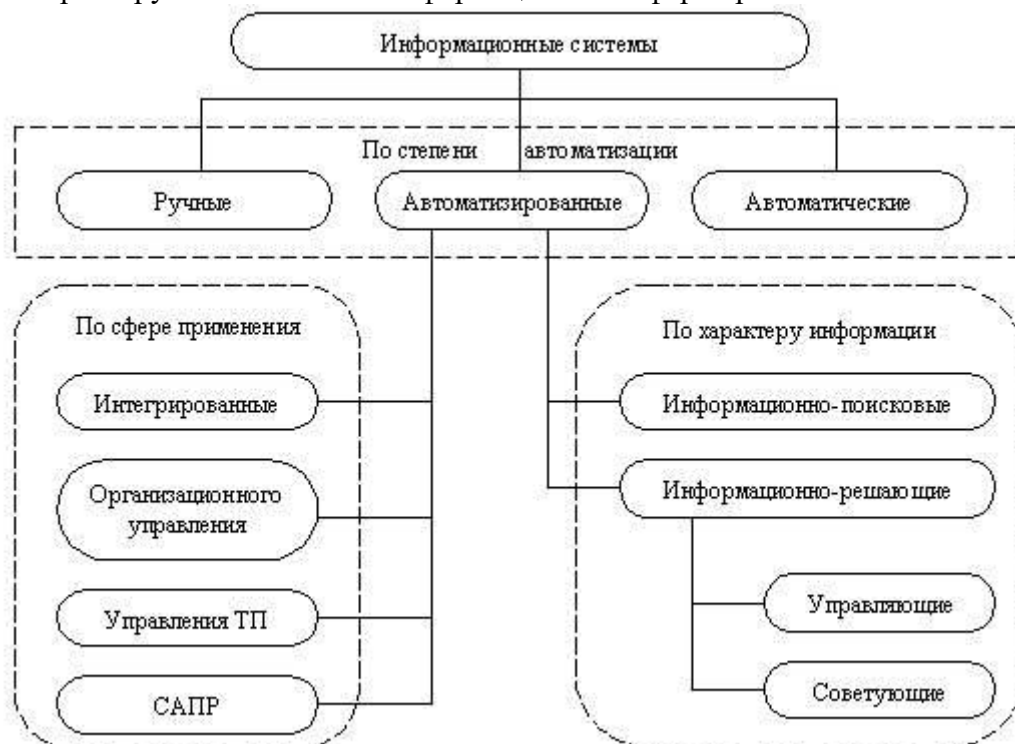 Информационные системы
По степени автоматизации
Ручные
Автоматизированные
Автоматические
По сфере применения
Интегрированные
Организационного
управления
Управления ТП
САПР
По характеру информации
Информационно-поисковые
Информационно-решающие
Управляющие
Советующие